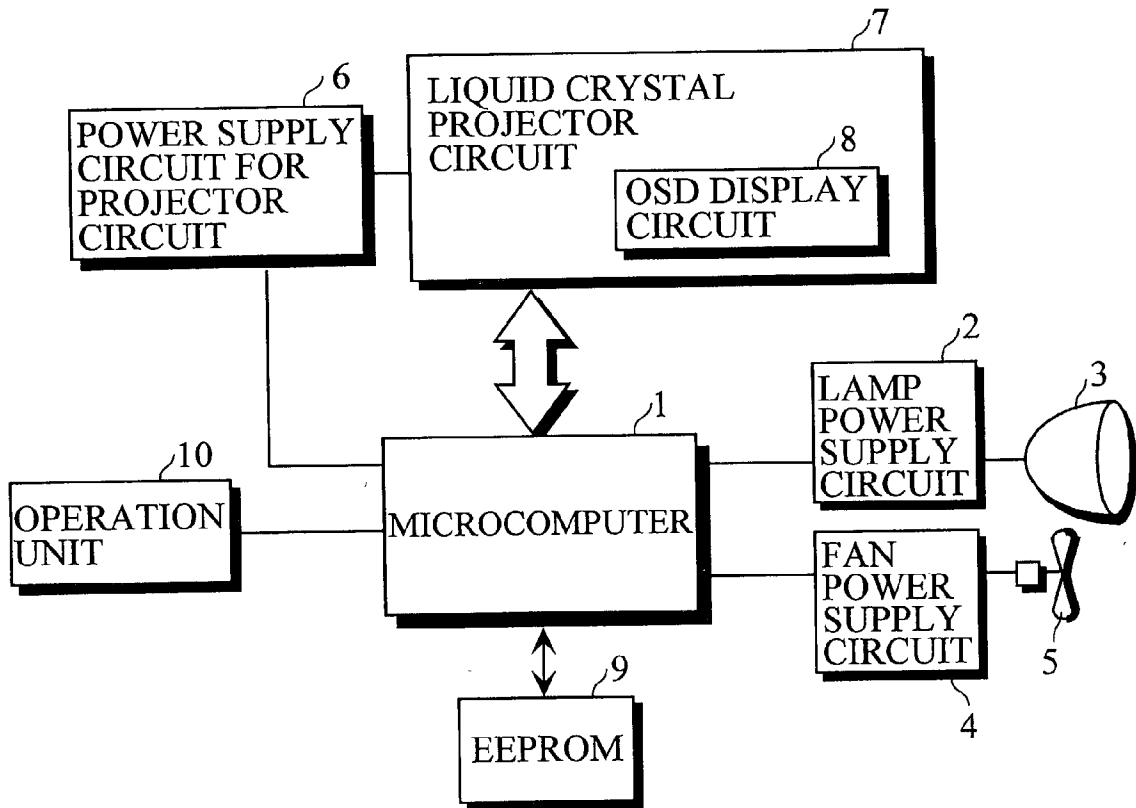 7
LIQUID CRYSTAL
PROJECTOR
CIRCUIT
6
POWER SUPPLY
CIRCUIT FOR
PROJECTOR
CIRCUIT
8
OSD DISPLAY
CIRCUIT
2
LAMP
POWER
SUPPLY
CIRCUIT
3
1
MICROCOMPUTER
10
OPERATION
UNIT
FAN
POWER
SUPPLY
CIRCUIT
4
5
9
EEPROM